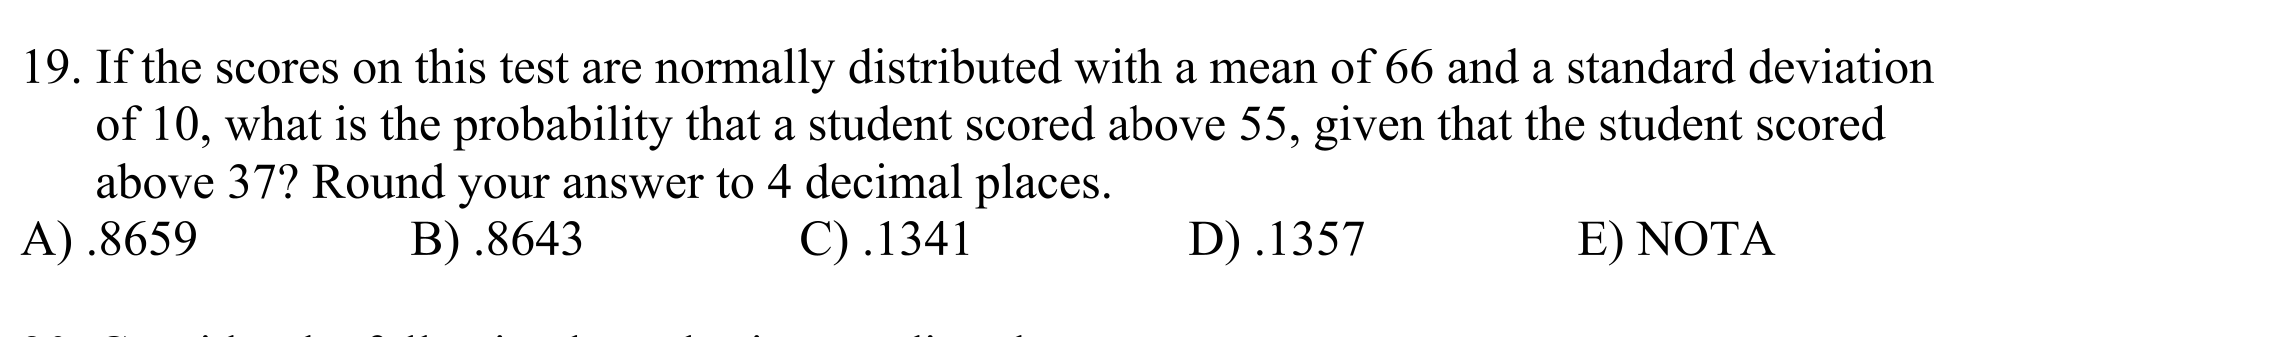 19. If the scores on this test are normally distributed with a mean of 66 and a standard deviation
of 10, what is the probability that a student scored above 55, given that the student scored
above 37? Round your answer to 4 decimal places.
A) .8659 B) .8643 C) .1341 D) .1357 E) NOTA